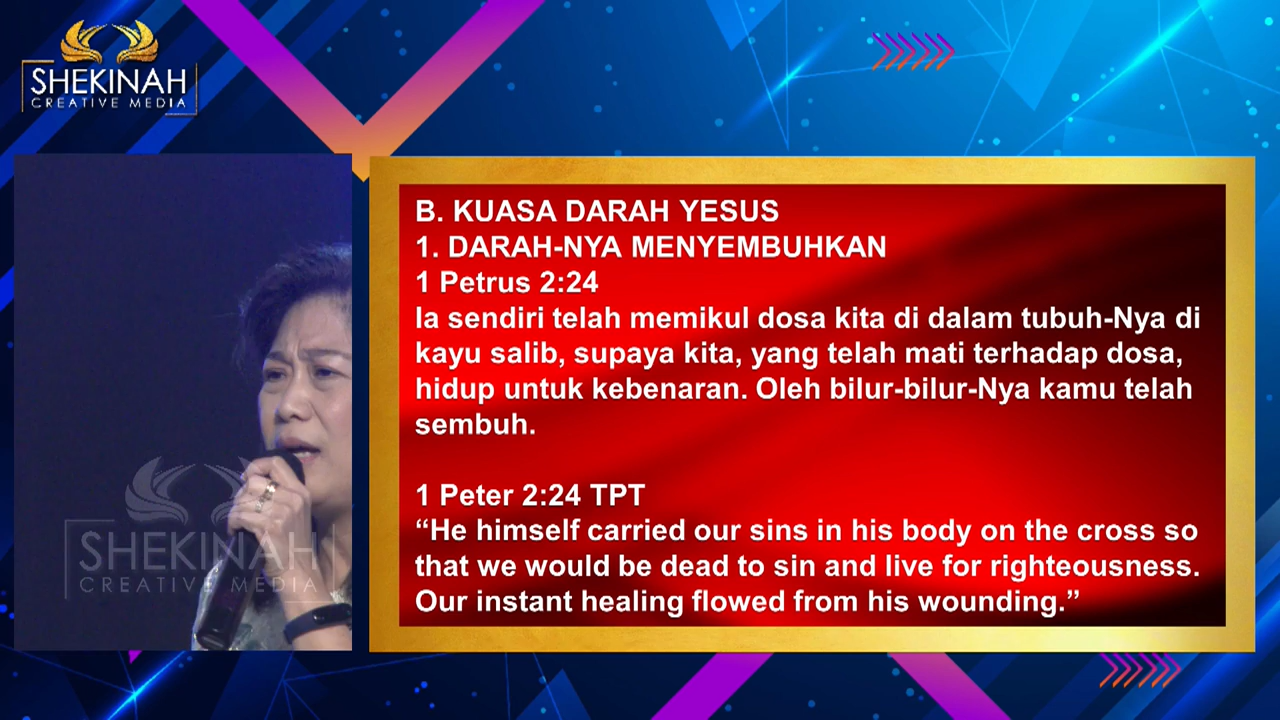 SHEKINAH
CREATIVE MEDIA
B. KUASA DARAH YESUS
1. DARAH-NYA MENYEMBUHKAN
1 Petrus 2:24
Ia sendiri telah memikul dosa kita di dalam tubuh-Nya di
kayu salib, supaya kita, yang telah mati terhadap dosa,
hidup untuk kebenaran. Oleh bilur-bilur-Nya kamu telah
sembuh.
1 Peter 2:24 TPT
“He himself carried our sins in his body on the cross so
that we would be dead to sin and live for righteousness.
Our instant healing flowed from his wounding.”
SHEKINAH
CREATIVE MEDIA